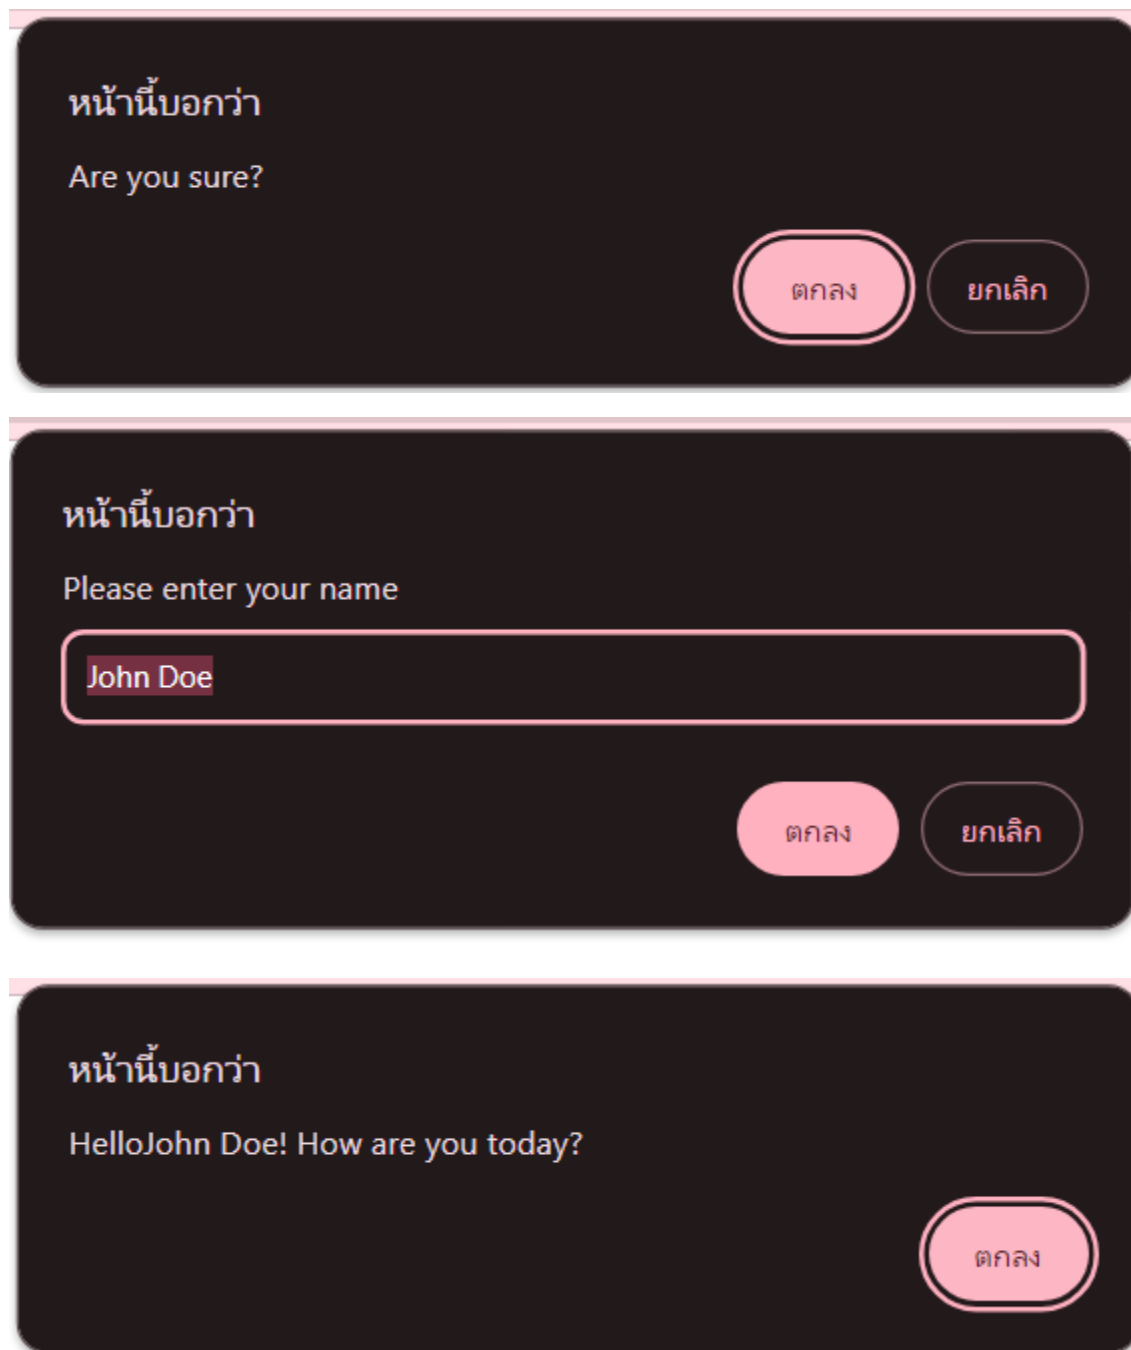 หน้านี้บอกว่า
Are you sure?
ตกลง ยกเลิก
หน้านี้บอกว่า
Please enter your name
John Doe
ตกลง ยกเลิก
หน้านี้บอกว่า
HelloJohn Doe! How are you today?
ตกลง